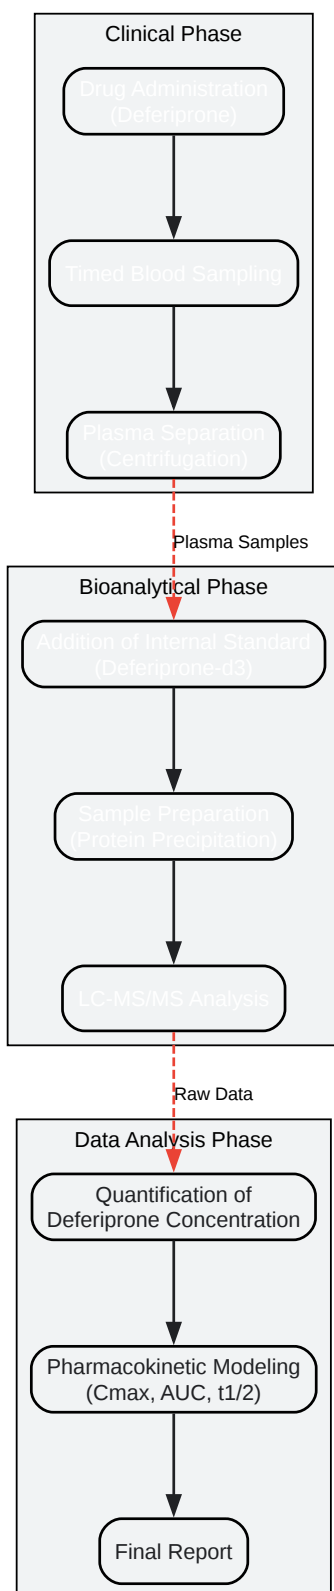 Clinical Phase
Drug Administration
(Deferiprone)
Timed Blood Sampling
Plasma Separation
(Centrifugation)
Plasma Samples
Bioanalytical Phase
Addition of Internal Standard
(Deferiprone-d3)
Sample Preparation
(Protein Precipitation)
LC-MS/MS Analysis
Raw Data
Data Analysis Phase
Quantification of
Deferiprone Concentration
Pharmacokinetic Modeling
(Cmax, AUC, t1/2)
Final Report